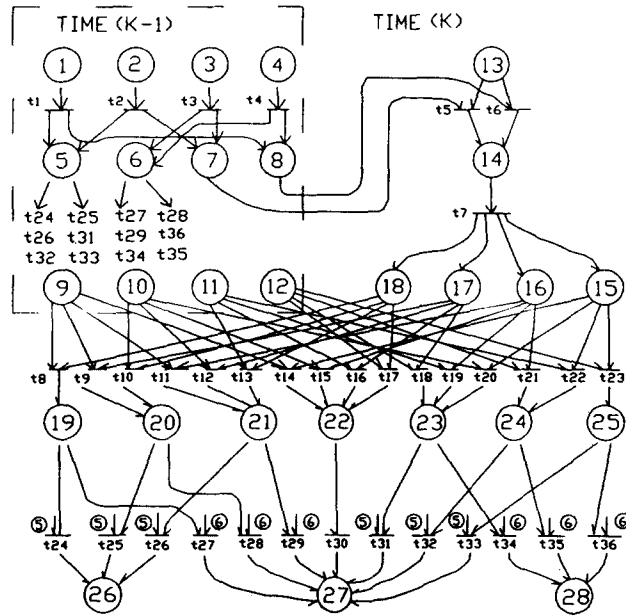 TIME (K-1) TIME (K)
1 2 3 4 13
t1 t2 t3 t4 t5 t6
5 6 7 8 14
t24 t25 t27 t28 t7
t26 t31 t29 t36
t32 t33 t34 t35
9 10 11 12 18 17 16 15
t8 t9 t10 t11 t12 t13 t14 t15 t16 t17 t18 t19 t20 t21 t22 t23
19 20 21 22 23 24 25
5 5 5 6 6 6 5 5 5 6 6 6
t24 t25 t26 t27 t28 t29 t30 t31 t32 t33 t34 t35 t36
26 27 28